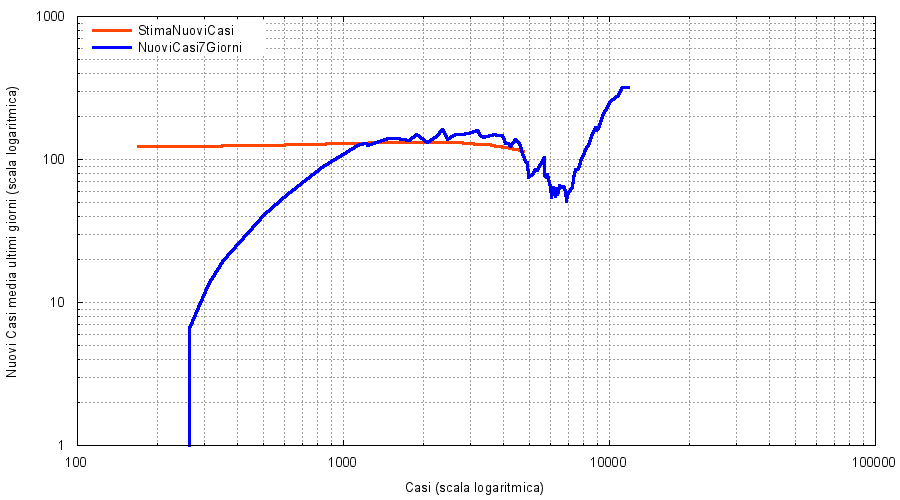 1000
StimaNuoviCasi
NuoviCasi7Giorni
100
10
1
Nuovi Casi media ultimi giorni (scala logaritmica)
100
1000
10000
100000
Casi (scala logaritmica)